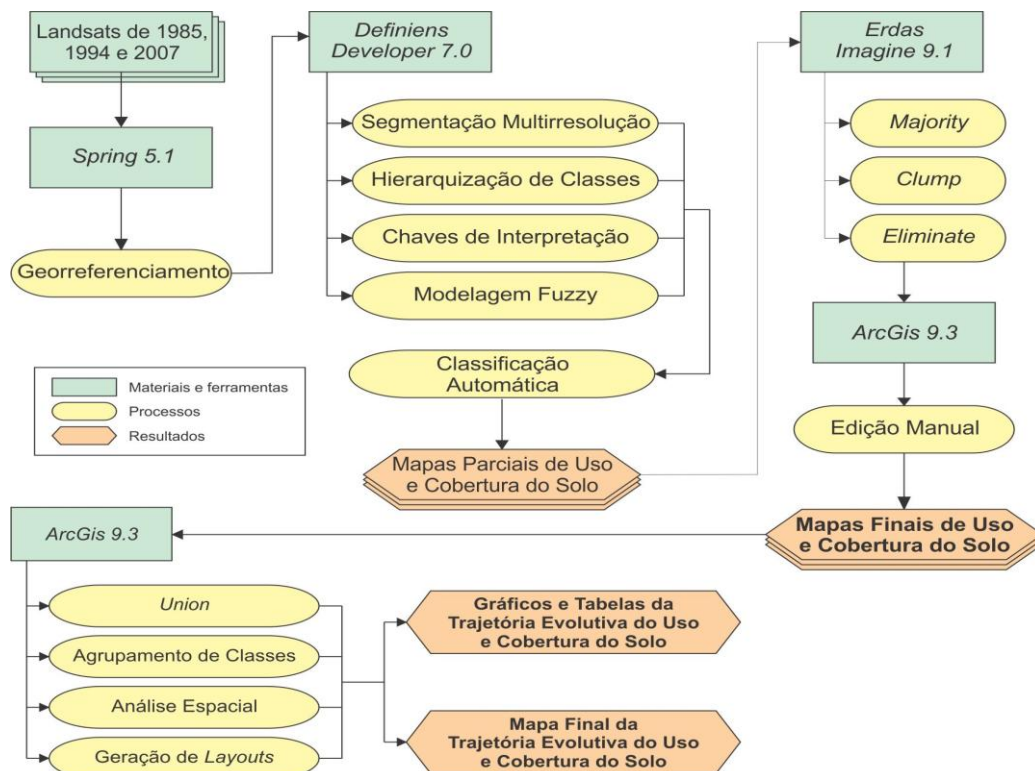 Landsats de 1985,
1994 e 2007
Spring 5.1
Georreferenciamento
Definiens
Developer 7.0
Segmentação Multirresolução
Hierarquização de Classes
Chaves de Interpretação
Modelagem Fuzzy
Classificação
Automática
Mapas Parciais de Uso
e Cobertura do Solo
Erdas
Imagine 9.1
Majority
Clump
Eliminate
ArcGis 9.3
Edição Manual
Mapas Finais de Uso
e Cobertura do Solo
Materiais e ferramentas
Processos
Resultados
ArcGis 9.3
Union
Agrupamento de Classes
Análise Espacial
Geração de Layouts
Gráficos e Tabelas da
Trajetória Evolutiva do Uso
e Cobertura do Solo
Mapa Final da
Trajetória Evolutiva do Uso
e Cobertura do Solo